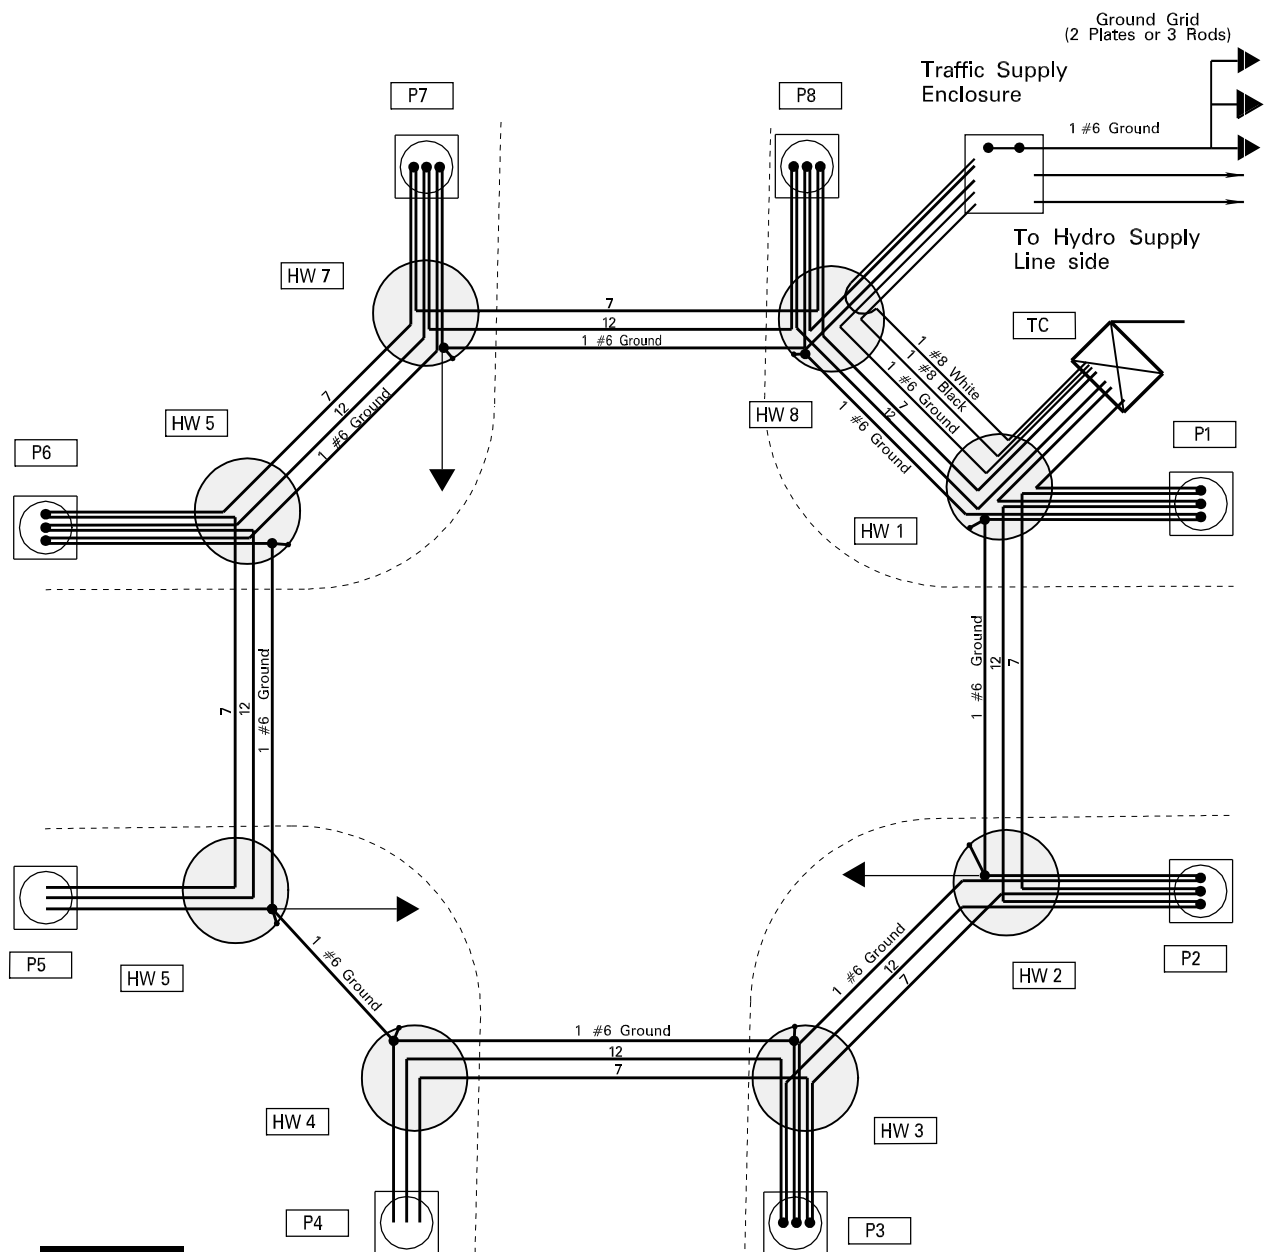 Ground Grid
(2 Plates or 3 Rods)
Traffic Supply
Enclosure
P7
P8
1 #6 Ground
To Hydro Supply
Line side
HW 7
7
12
1 #6 Ground
TC
1 #8 White
1 #8 Black
1 #6 Ground
7
12
1 #6 Ground
HW 8
7
12
1 #6 Ground
HW 5
P6
P1
HW 1
1 #6 Ground
12
7
7
12
1 #6 Ground
P5
HW 5
1 #6 Ground
1 #6 Ground
12
7
HW 2
P2
1 #6 Ground
12
7
HW 4
HW 3
P4
P3